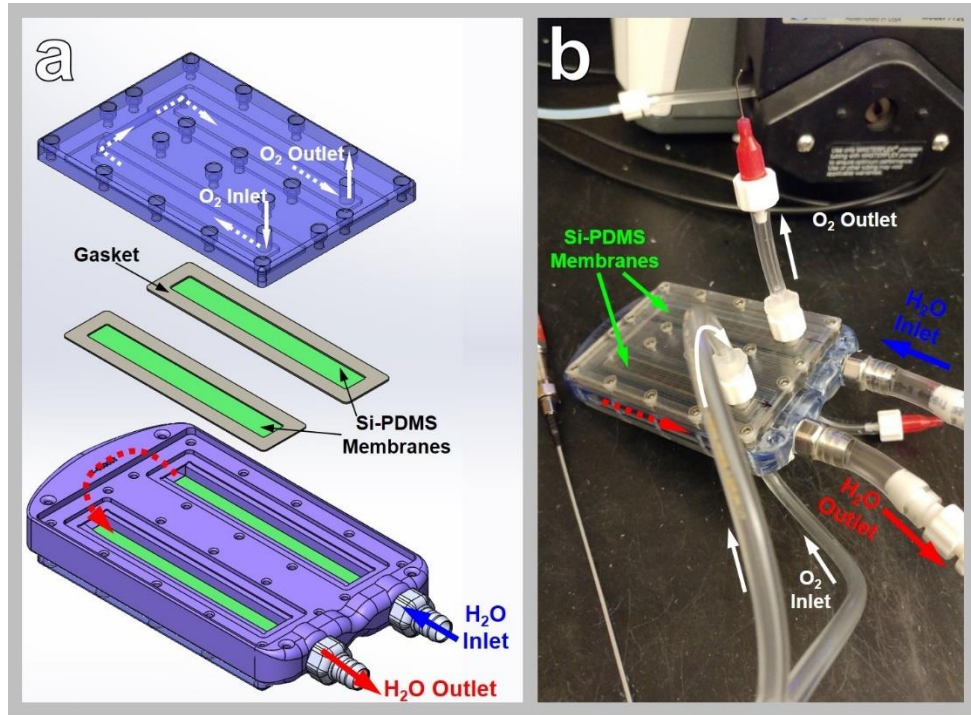 a
O₂ Outlet
O₂ Inlet
Gasket
Si-PDMS
Membranes
H₂O
Inlet
H₂O Outlet
b
O₂ Outlet
Si-PDMS
Membranes
H₂O
Inlet
H₂O
Outlet
O₂
Inlet